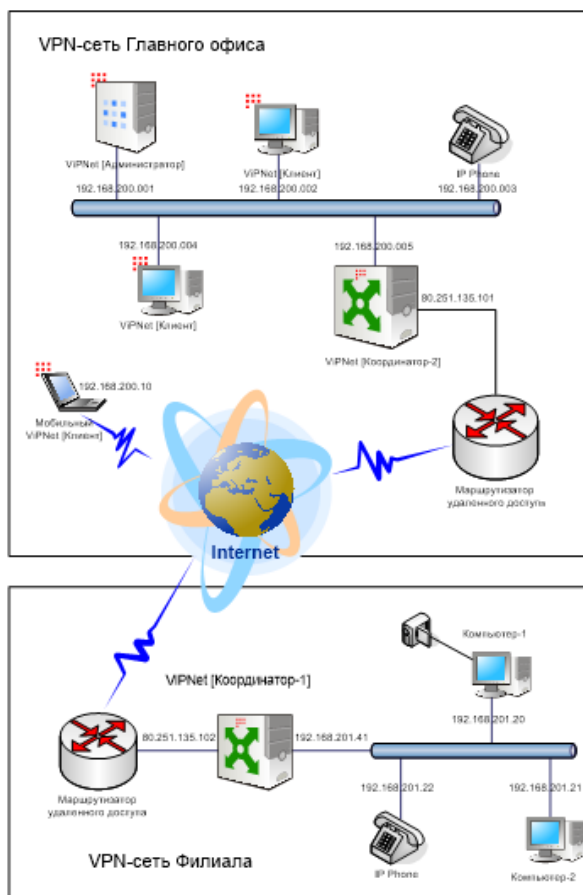 VPN-сеть Главного офиса
ViPNet [Администратор]
192.168.200.001
ViPNet [Клиент]
192.168.200.002
IP Phone
192.168.200.003
192.168.200.004
ViPNet [Клиент]
192.168.200.005
80.251.135.101
ViPNet [Координатор-2]
192.168.200.10
Мобильный
ViPNet [Клиент]
Маршрутизатор
удаленного доступа
Internet
Компьютер-1
ViPNet [Координатор-1]
192.168.201.20
80.251.135.102
192.168.201.41
Маршрутизатор
удаленного доступа
192.168.201.22
192.168.201.21
IP Phone
Компьютер-2
VPN-сеть Филиала